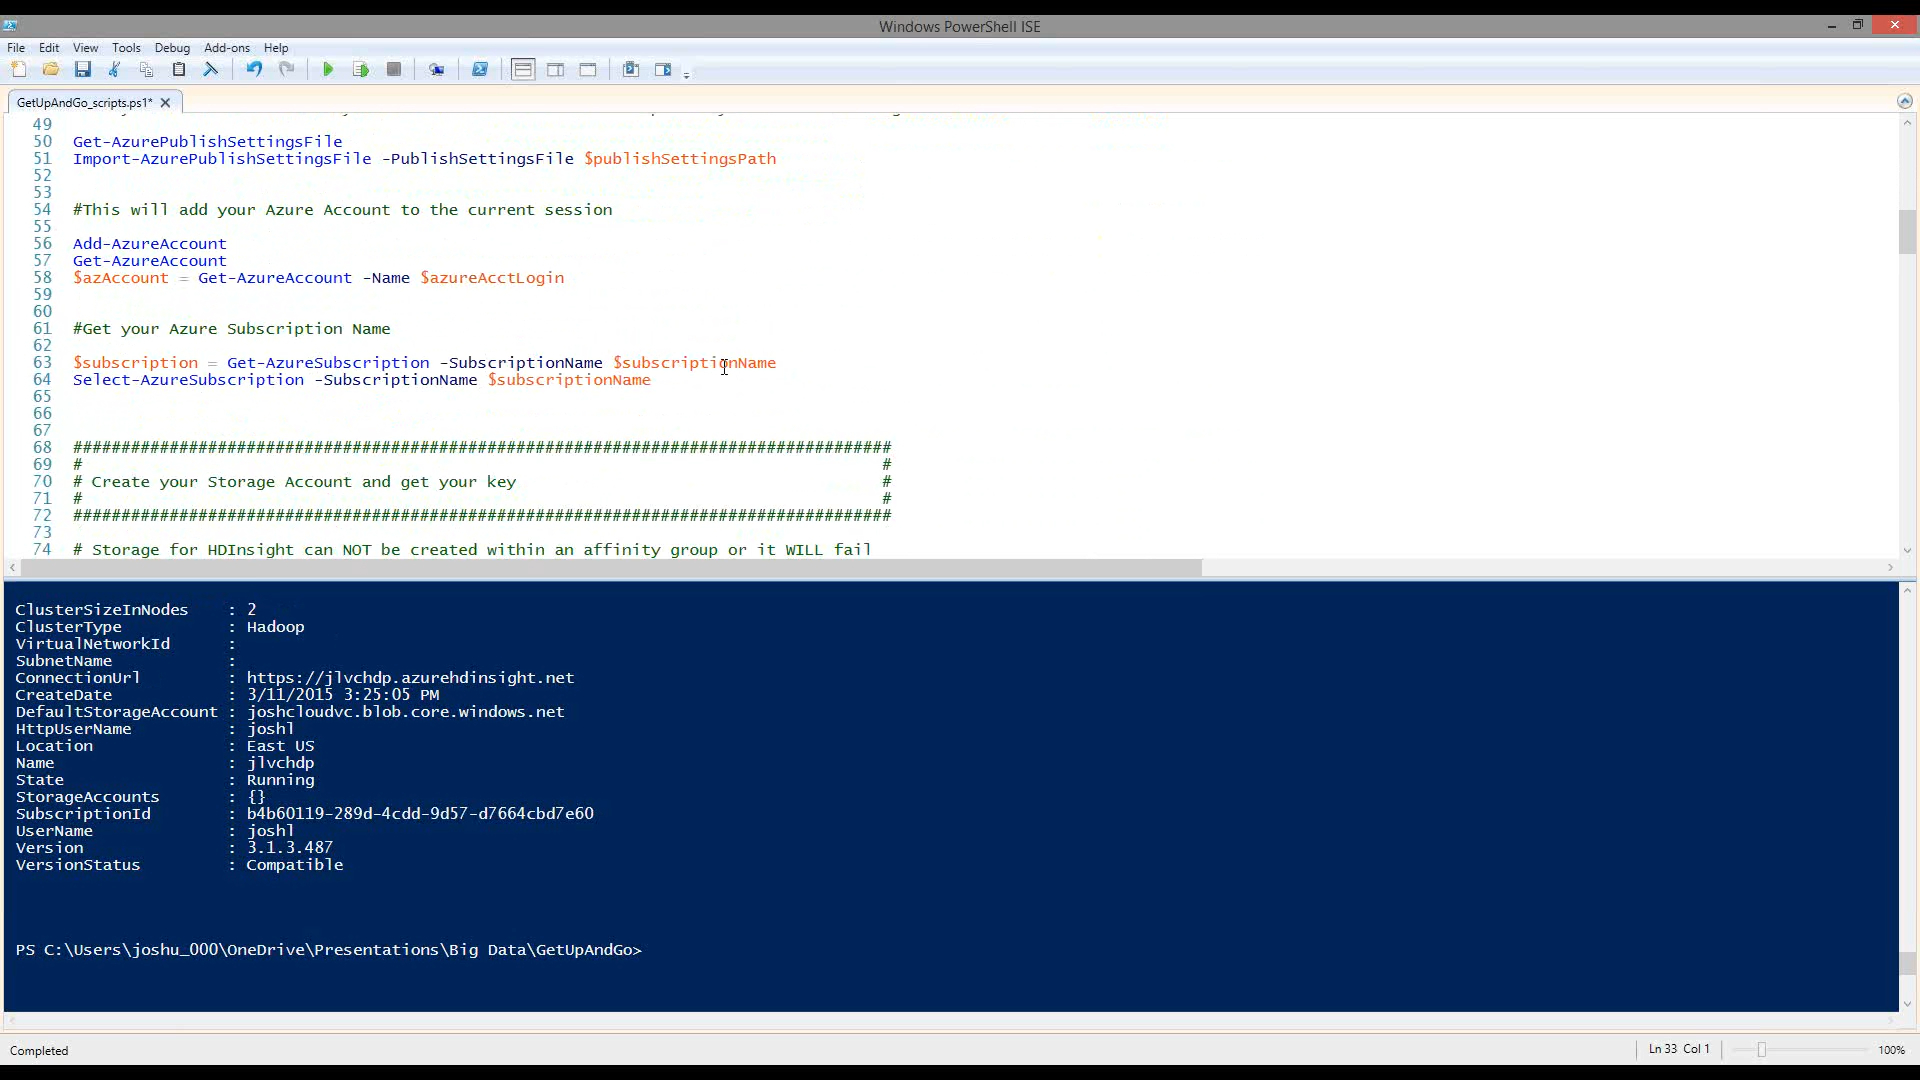 Windows PowerShell ISE
File Edit View Tools Debug Add-ons Help
GetUpAndGo_scripts.ps1*
49
50 Get-AzurePublishSettingsFile
51 Import-AzurePublishSettingsFile -PublishSettingsFile $publishSettingsPath
52
53
54 #This will add your Azure Account to the current session
55
56 Add-AzureAccount
57 Get-AzureAccount
58 $azAccount = Get-AzureAccount -Name $azureAcctLogin
59
60
61 #Get your Azure Subscription Name
62
63 $subscription = Get-AzureSubscription -SubscriptionName $subscriptionName
64 Select-AzureSubscription -SubscriptionName $subscriptionName
65
66
67
68 #####################################################################################
69 # #
70 # Create your Storage Account and get your key #
71 # #
72 #####################################################################################
73
74 # Storage for HDInsight can NOT be created within an affinity group or it WILL fail
ClusterSizeInNodes : 2
ClusterType : Hadoop
VirtualNetworkId :
SubnetName :
ConnectionUrl : https://jlvchdp.azurehdinsight.net
CreateDate : 3/11/2015 3:25:05 PM
DefaultStorageAccount : joshcloudvc.blob.core.windows.net
HttpUserName : joshl
Location : East US
Name : jlvchdp
State : Running
StorageAccounts : {}
SubscriptionId : b4b60119-289d-4cdd-9d57-d7664cbd7e60
UserName : joshl
Version : 3.1.3.487
VersionStatus : Compatible
PS C:\Users\joshu_000\OneDrive\Presentations\Big Data\GetUpAndGo>
Completed
Ln 33 Col 1
100%